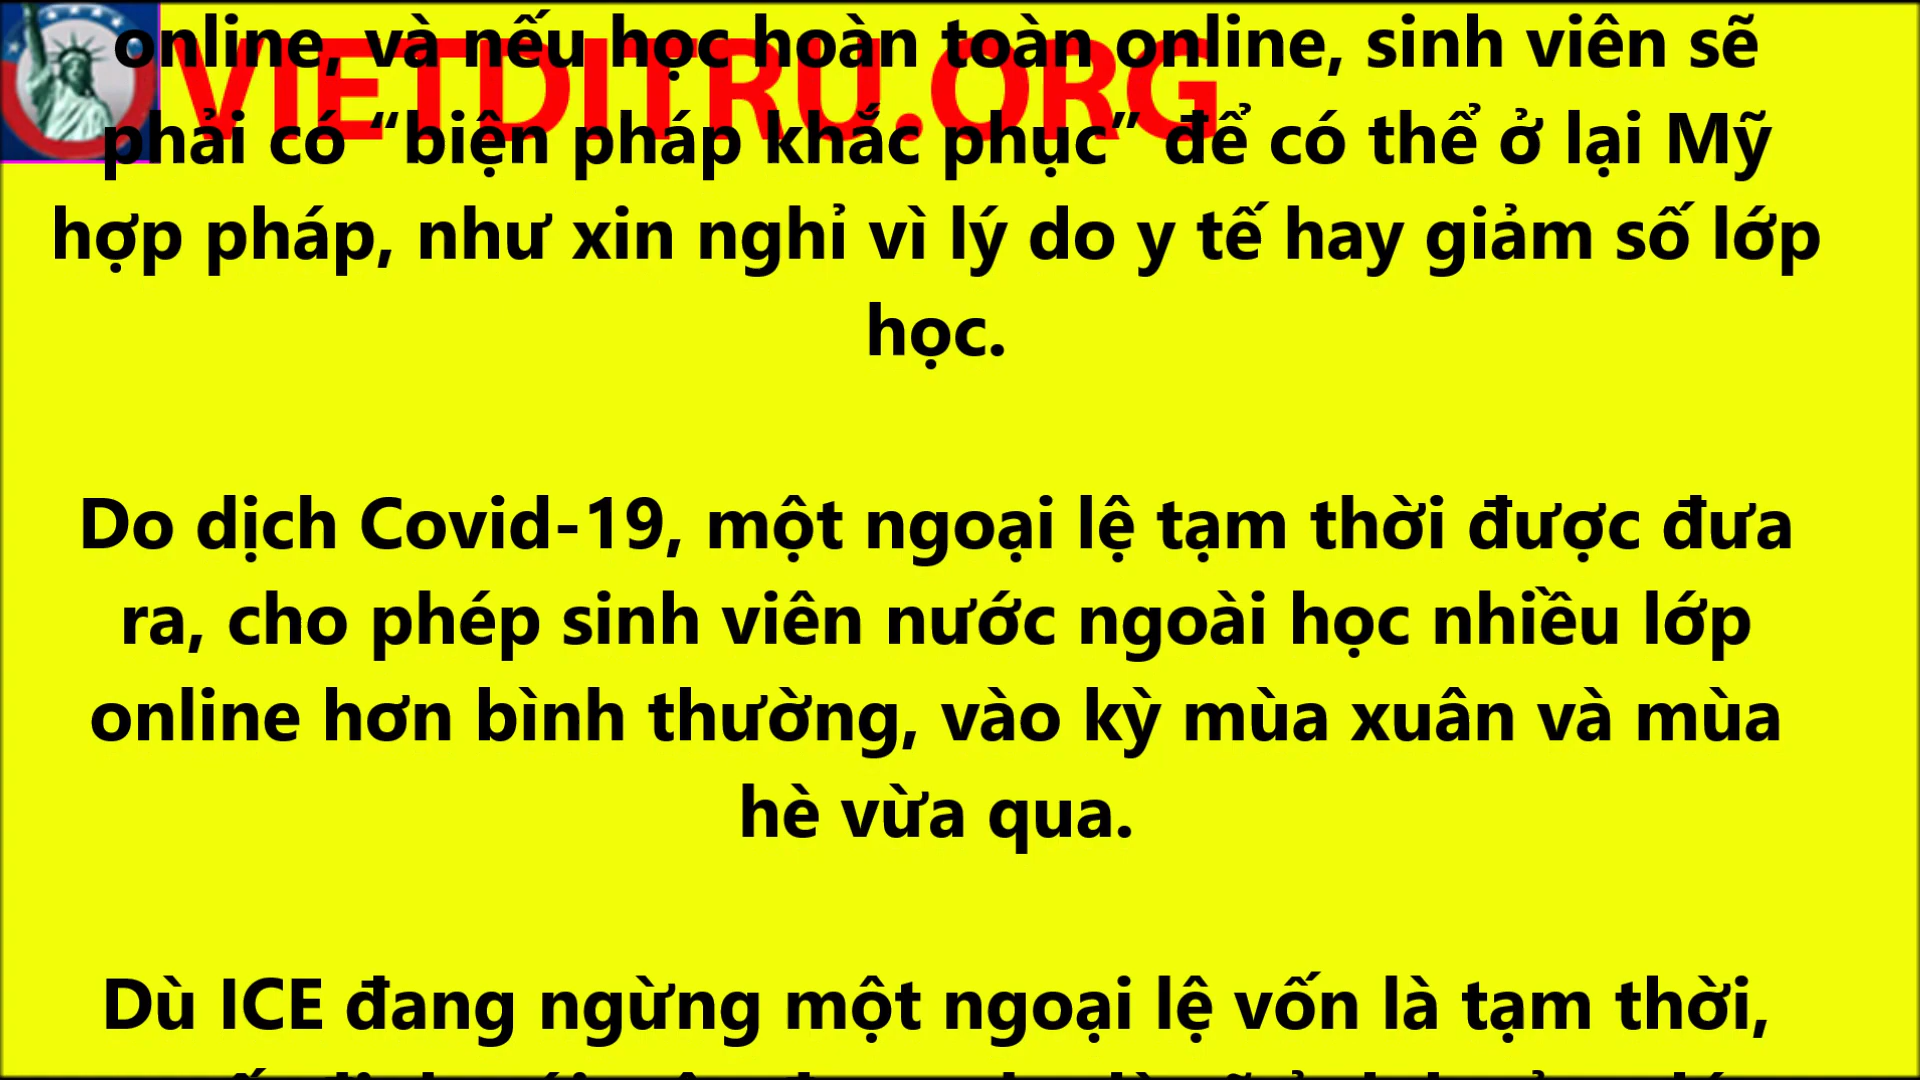 VIETDITRU.ORG
online, và nếu học hoàn toàn online, sinh viên sẽ
phải có “biện pháp khắc phục” để có thể ở lại Mỹ
hợp pháp, như xin nghỉ vì lý do y tế hay giảm số lớp
học.
Do dịch Covid-19, một ngoại lệ tạm thời được đưa
ra, cho phép sinh viên nước ngoài học nhiều lớp
online hơn bình thường, vào kỳ mùa xuân và mùa
hè vừa qua.
Dù ICE đang ngừng một ngoại lệ vốn là tạm thời,